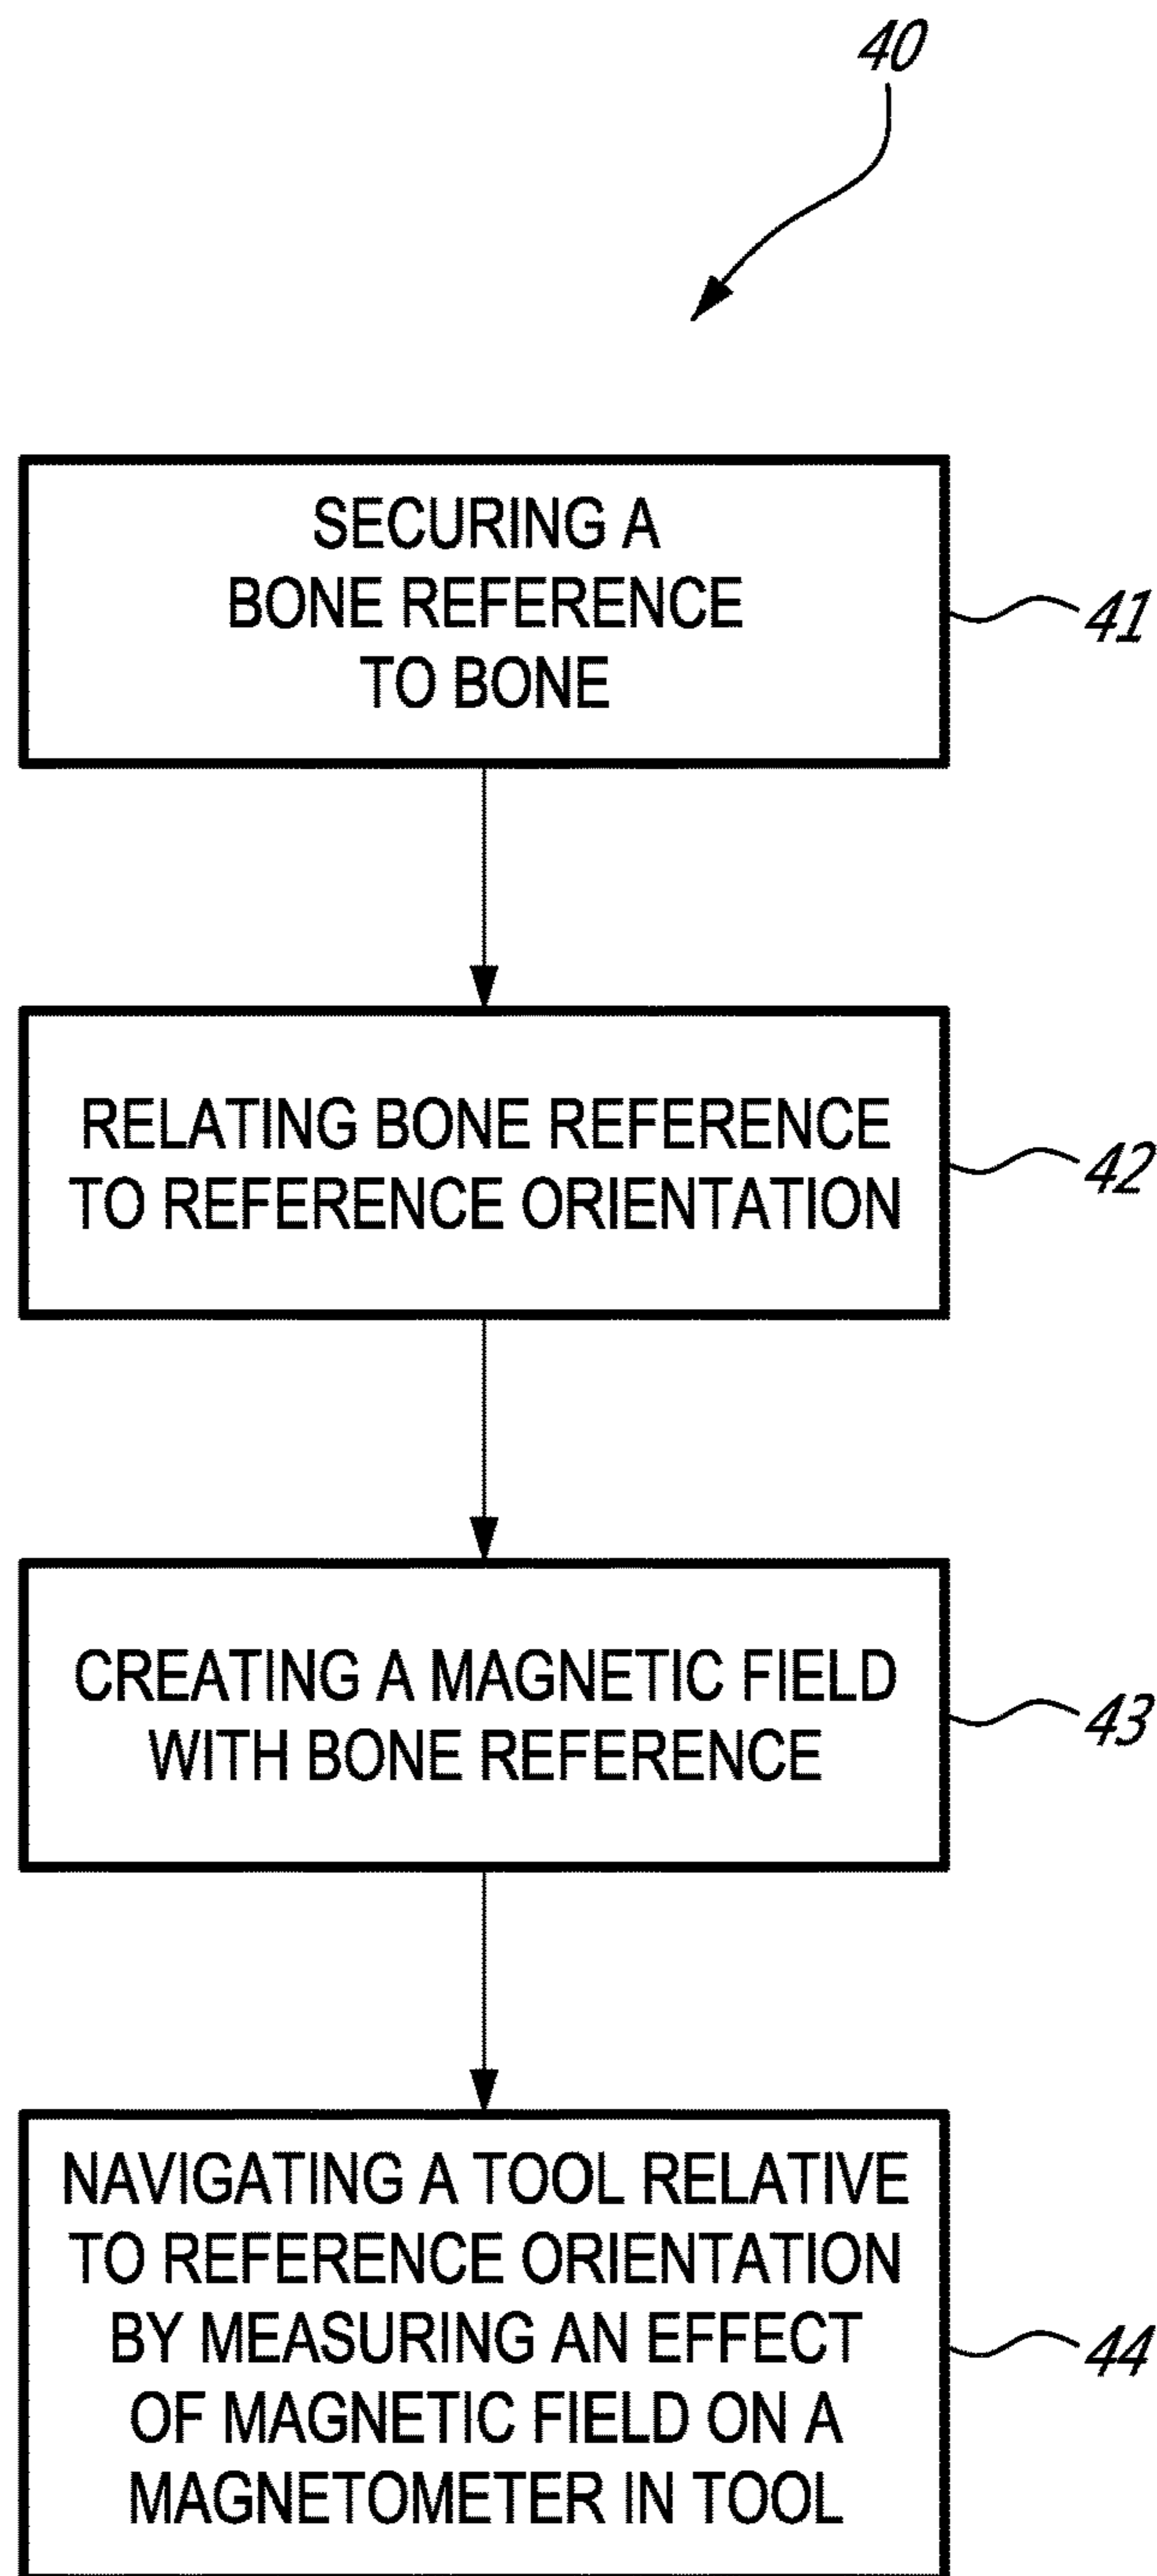 40
SECURING A
BONE REFERENCE
TO BONE
41
RELATING BONE REFERENCE
TO REFERENCE ORIENTATION
42
CREATING A MAGNETIC FIELD
WITH BONE REFERENCE
43
NAVIGATING A TOOL RELATIVE
TO REFERENCE ORIENTATION
BY MEASURING AN EFFECT
OF MAGNETIC FIELD ON A
MAGNETOMETER IN TOOL
44